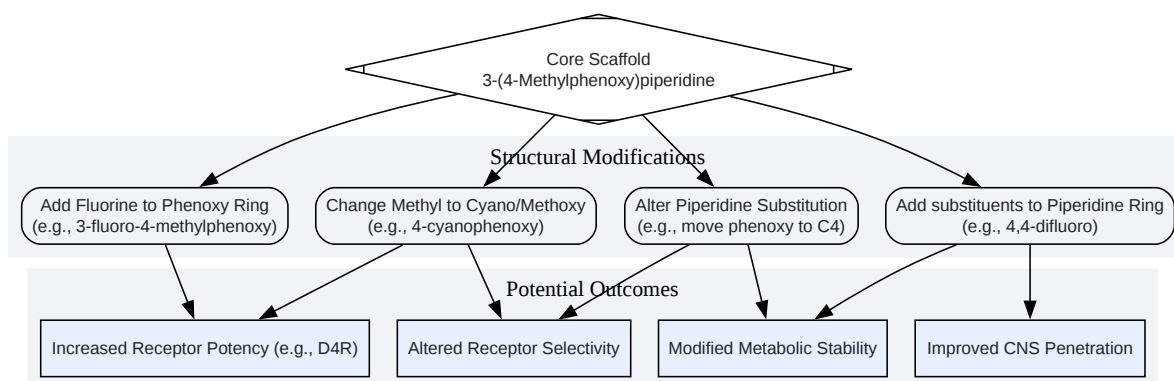 Core Scaffold
3-(4-Methylphenoxy)piperidine
Structural Modifications
Add Fluorine to Phenoxy Ring
(e.g., 3-fluoro-4-methylphenoxy)
Change Methyl to Cyano/Methoxy
(e.g., 4-cyanophenoxy)
Alter Piperidine Substitution
(e.g., move phenoxy to C4)
Add substituents to Piperidine Ring
(e.g., 4,4-difluoro)
Potential Outcomes
Increased Receptor Potency (e.g., D4R)
Altered Receptor Selectivity
Modified Metabolic Stability
Improved CNS Penetration